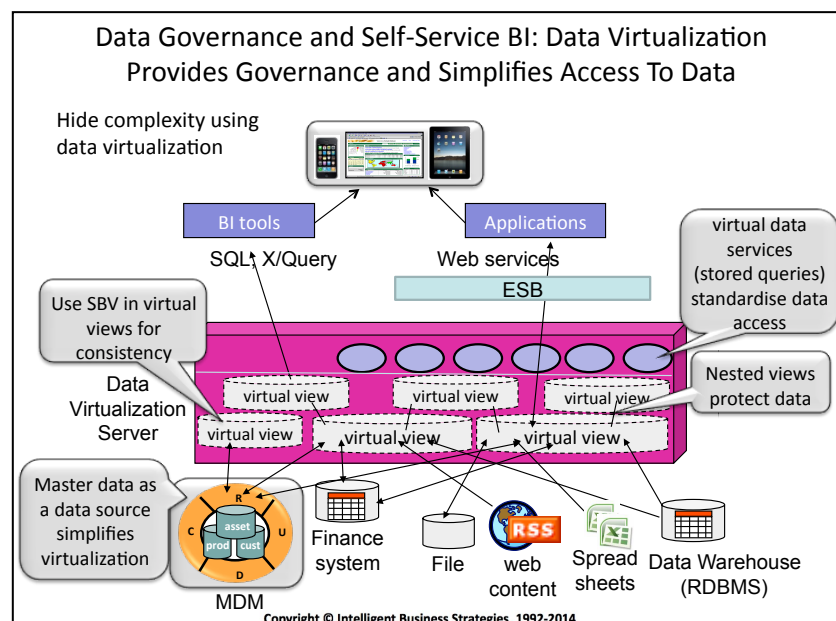 Data Governance and Self-Service BI: Data Virtualization
Provides Governance and Simplifies Access To Data
Hide complexity using
data virtualization
BI tools
Applications
SQL, X/Query
Web services
ESB
virtual data
services
(stored queries)
standardise data
access
Use SBV in virtual
views for
consistency
Data
Virtualization
Server
virtual view
virtual view
virtual view
virtual view
virtual view
virtual view
Nested views
protect data
Master data as
a data source
simplifies
virtualization
R
C
U
D
asset
prod
cust
MDM
Finance
system
File
RSS
web
content
Spread
sheets
Data Warehouse
(RDBMS)
Copyright © Intelligent Business Strategies, 1992-2014